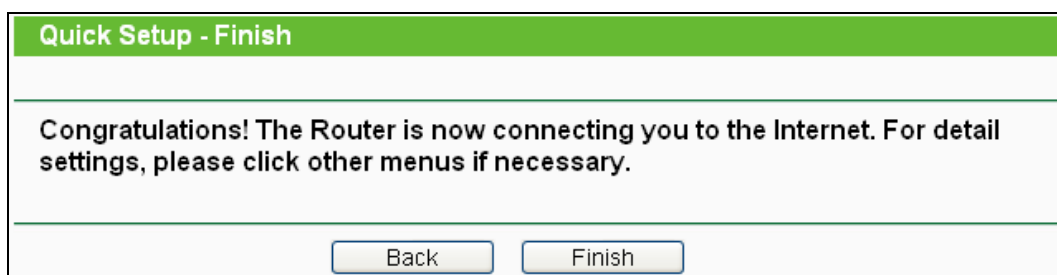 Quick Setup - Finish
Congratulations! The Router is now connecting you to the Internet. For detail
settings, please click other menus if necessary.
Back Finish